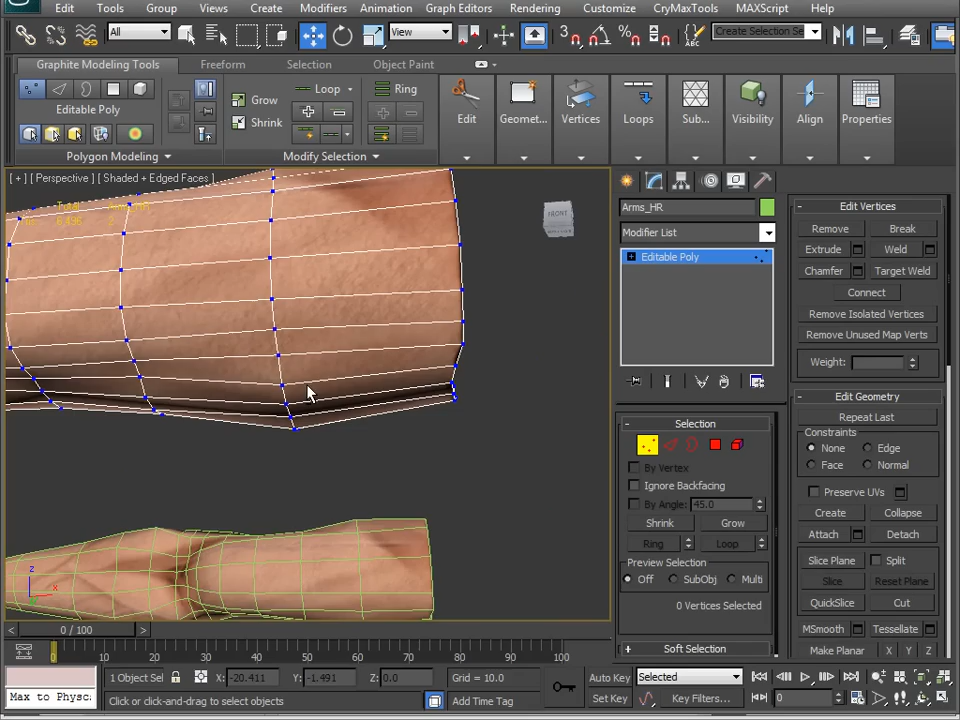 Edit Tools Group Views Create Modifiers Animation Graph Editors Rendering Customize CryMaxTools MAXScript Help
All View 3 ABC Create Selection Se
Graphite Modeling Tools Freeform Selection Object Paint
Editable Poly
Polygon Modeling
Grow
Shrink
Loop
Ring
Modify Selection
Edit
Geomet...
Vertices
Loops
Sub...
Visibility
Align
Properties
[ + ] [ Perspective ] [ Shaded + Edged Faces ]
Total
6,496
FRONT
z
x
Arms_HR
Modifier List
Editable Poly
Selection
By Vertex
Ignore Backfacing
By Angle: 45.0
Shrink Grow
Ring Loop
Preview Selection
Off SubObj Multi
0 Vertices Selected
Soft Selection
Edit Vertices
Remove Break
Extrude Weld
Chamfer Target Weld
Connect
Remove Isolated Vertices
Remove Unused Map Verts
Weight:
Edit Geometry
Repeat Last
Constraints
None Edge
Face Normal
Preserve UVs
Create Collapse
Attach Detach
Slice Plane Split
Slice Reset Plane
QuickSlice Cut
MSmooth Tessellate
Make Planar X Y Z
< 0 / 100 >
0 10 20 30 40 50 60 70 80 90 100
Max to Physc:
1 Object Sel X: -20.411 Y: -1.491 Z: 0.0 Grid = 10.0
Click or click-and-drag to select objects Add Time Tag
Auto Key Selected
Set Key Key Filters... 0